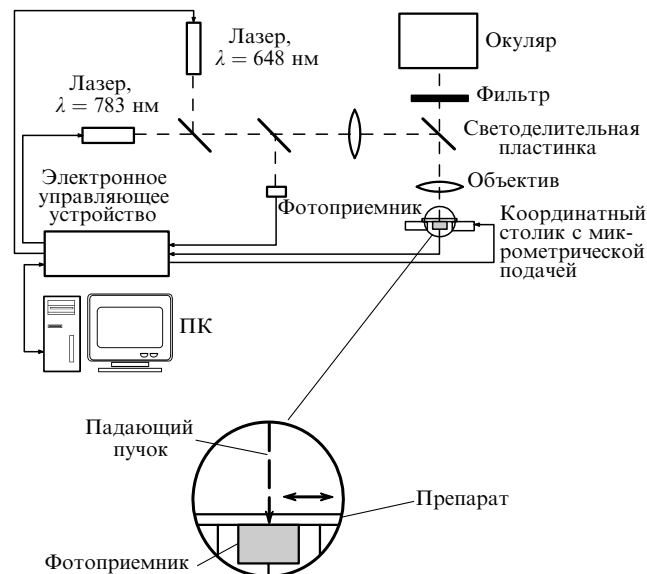 Лазер,
λ = 648 нм
Окуляр
Лазер,
λ = 783 нм
Фильтр
Светоделительная
пластинка
Объектив
Электронное
управляющее
устройство
Фотоприемник
Координатный
столик с мик-
рометрической
подачей
ПК
Падающий
пучок
Препарат
Фотоприемник